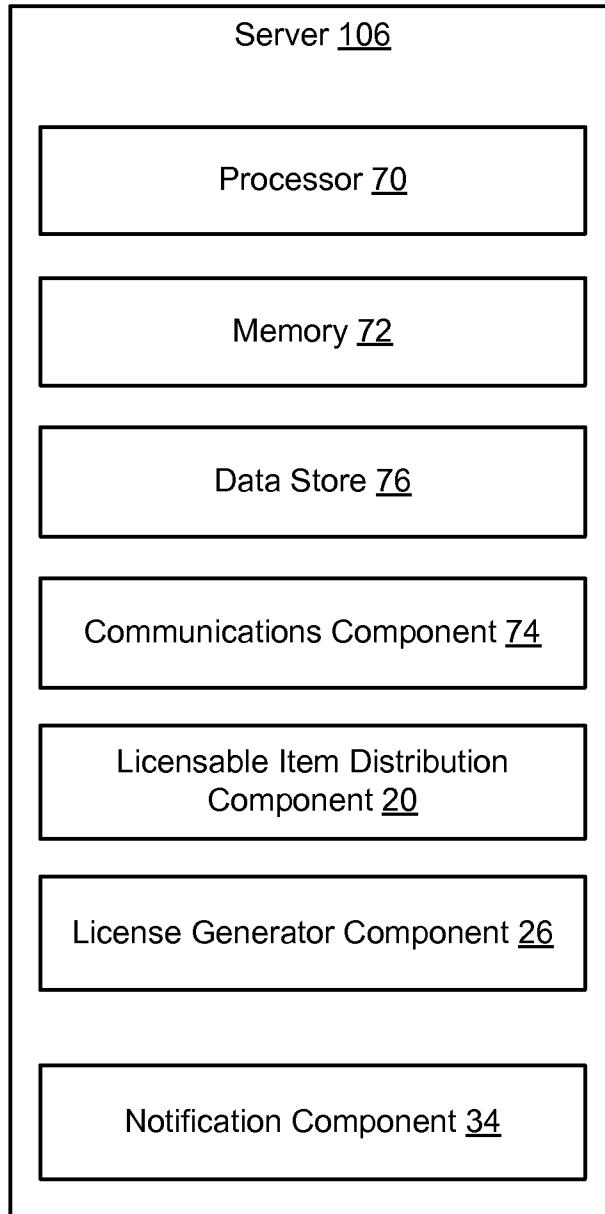 Server 106
Processor 70
Memory 72
Data Store 76
Communications Component 74
Licensable Item Distribution
Component 20
License Generator Component 26
Notification Component 34